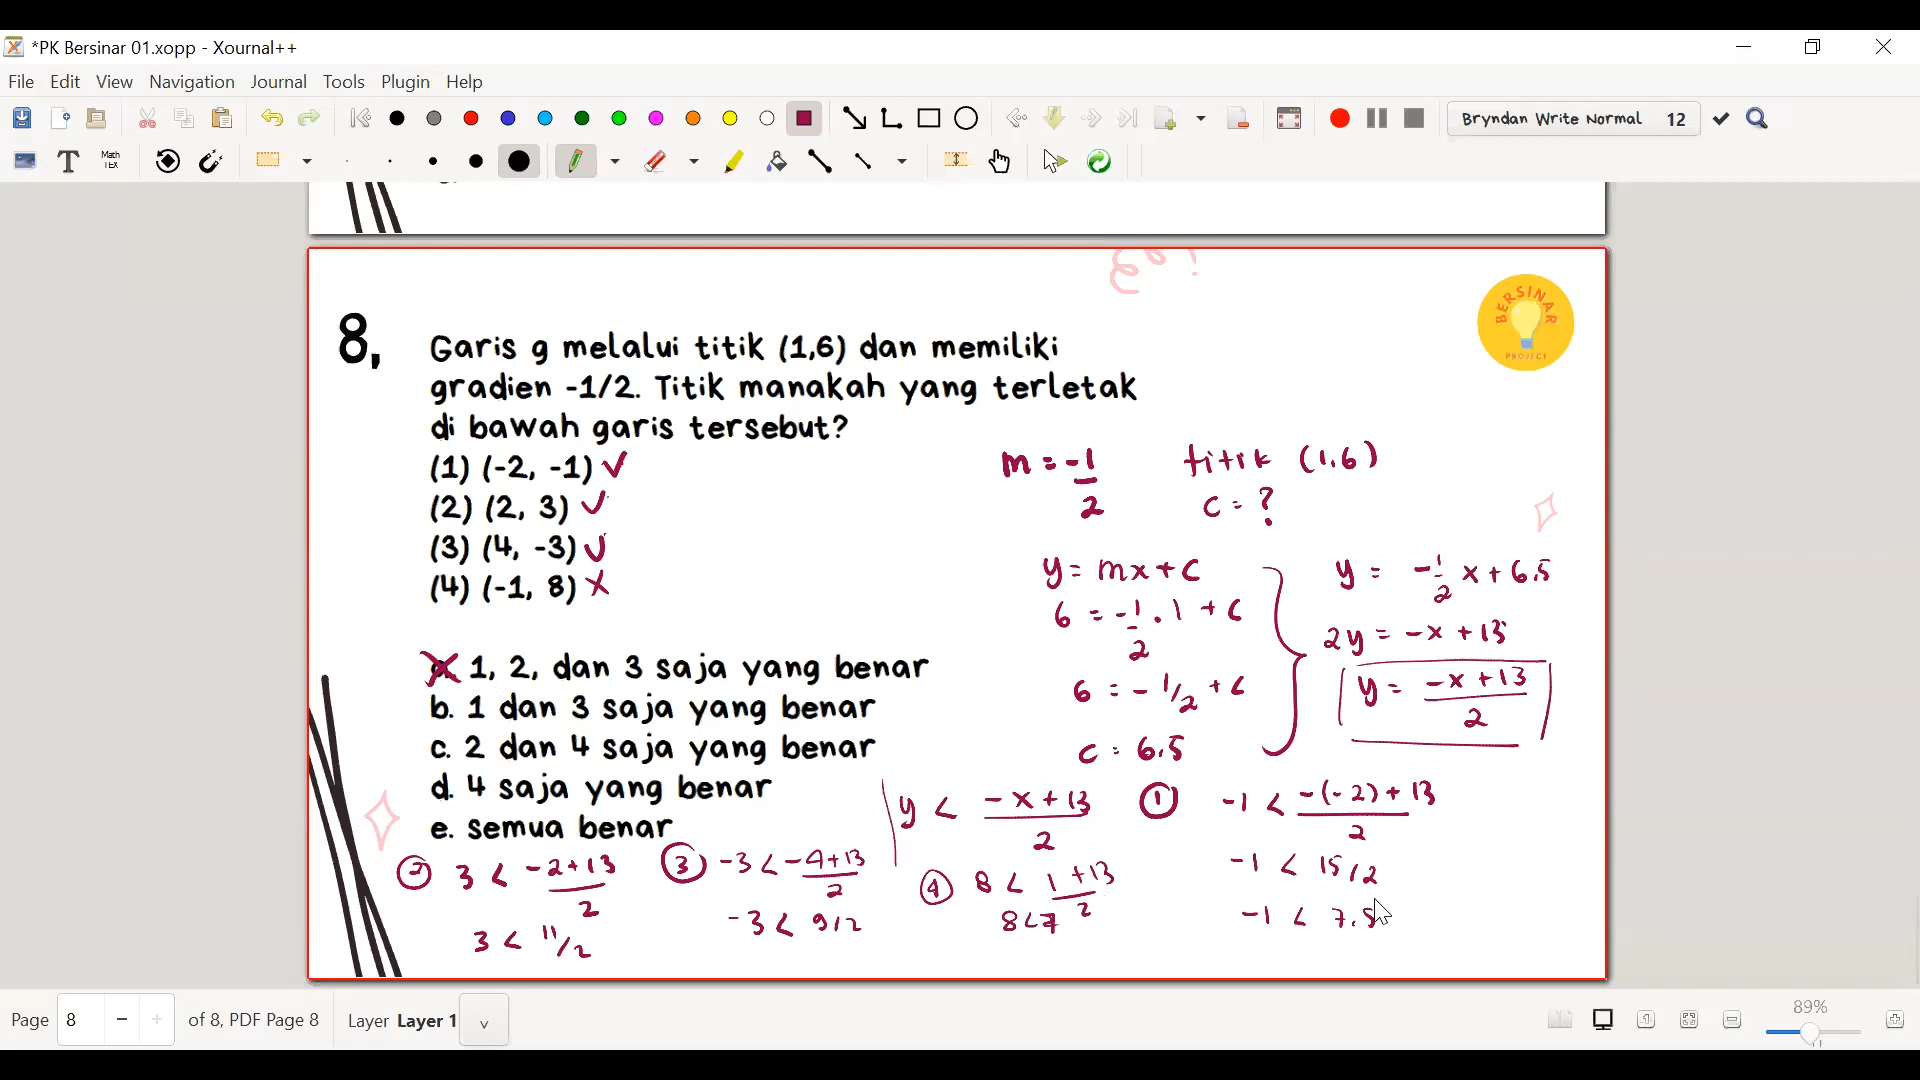 *PK Bersinar 01.xopp - Xournal++
File Edit View Navigation Journal Tools Plugin Help
Bryndan Write Normal 12
T Math TEX
BERSINAR
PROJECT
8,
Garis g melalui titik (1,6) dan memiliki
gradien -1/2. Titik manakah yang terletak
di bawah garis tersebut?
(1) (-2, -1) ✓
(2) (2, 3) ✓
(3) (4, -3) ✓
(4) (-1, 8) X
a. 1, 2, dan 3 saja yang benar
b. 1 dan 3 saja yang benar
c. 2 dan 4 saja yang benar
d. 4 saja yang benar
e. semua benar
m = -1/2 titik (1,6)
c = ?
y = mx+c
6 = -1/2 . 1 + c
6 = - 1/2 + c
c = 6.5
y = -1/2 x + 6.5
2y = -x + 13
y = -x+13/2
y < -x+13/2
① -1 < -(-2)+13/2
-1 < 15/2
-1 < 7.5
② 3 < -2+13/2
3 < 11/2
③ -3 < -4+13/2
-3 < 9/2
④ 8 < 1+13/2
8 < 7
Page 8 of 8, PDF Page 8 Layer Layer 1
89%